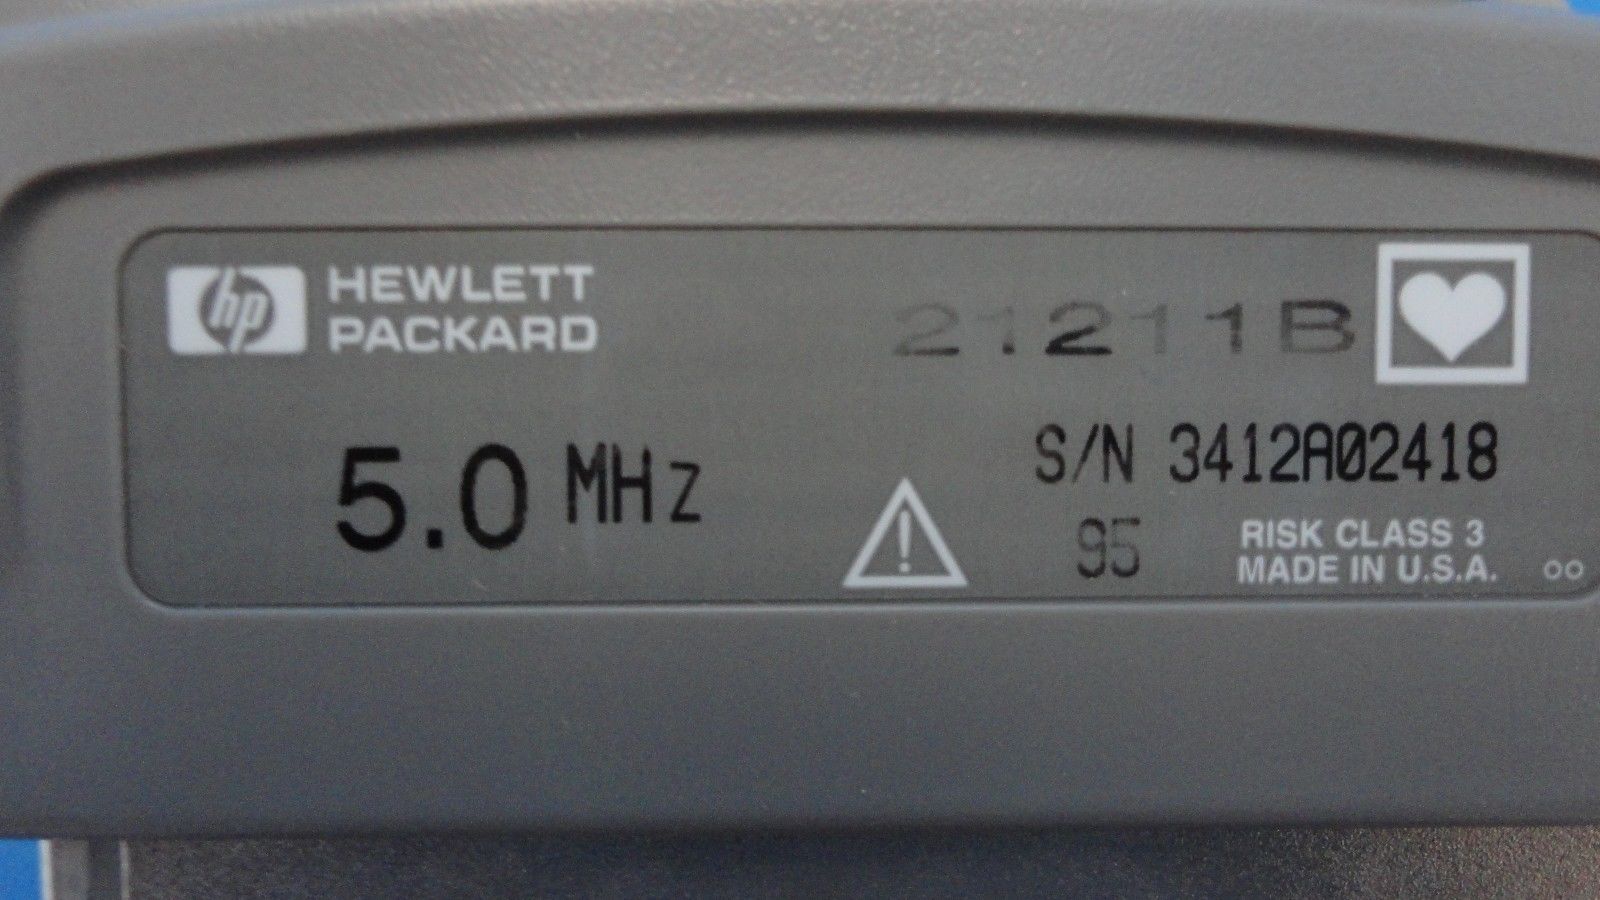 hp HEWLETT
PACKARD
21211B
5.0 MHz
S/N 3412A02418
95
RISK CLASS 3
MADE IN U.S.A.